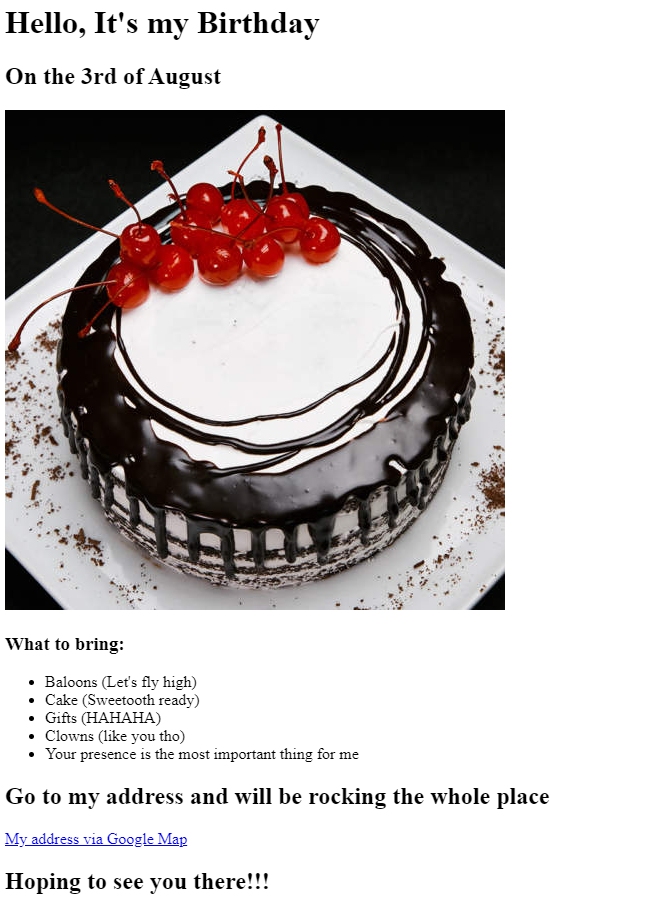 Hello, It's my Birthday
On the 3rd of August
What to bring:
Baloons (Let's fly high)
Cake (Sweetooth ready)
Gifts (HAHAHA)
Clowns (like you tho)
Your presence is the most important thing for me
Go to my address and will be rocking the whole place
My address via Google Map
Hoping to see you there!!!